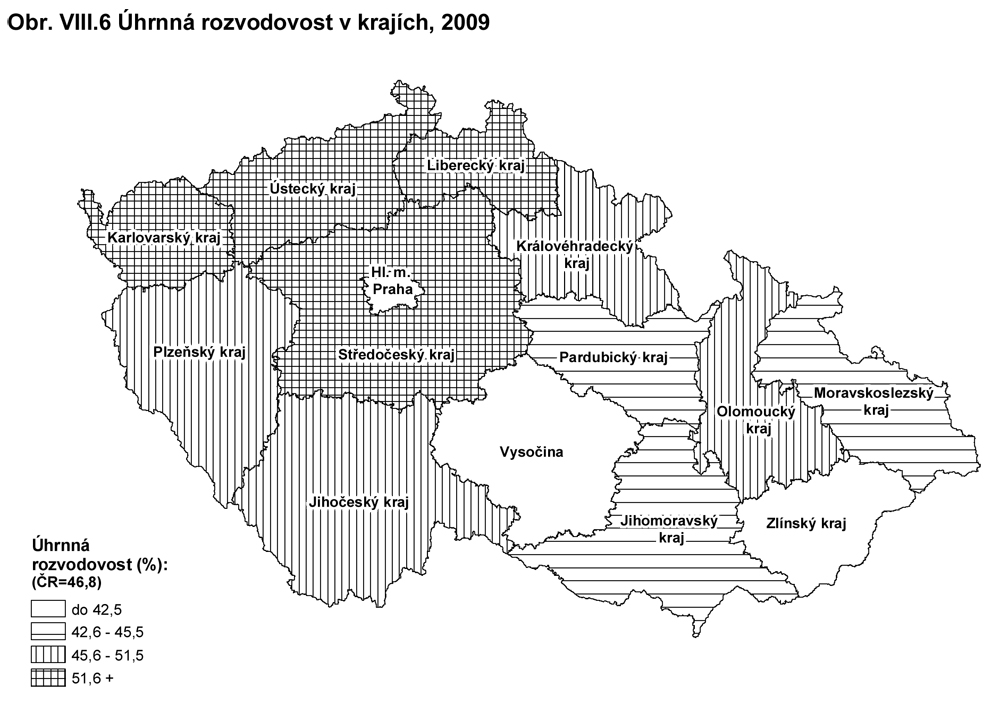 Obr. VIII.6 Úhrnná rozvodovost v krajích, 2009
Liberecký kraj
Ústecký kraj
Karlovarský kraj
Královéhradecký
kraj
Hl. m.
Praha
Plzeňský kraj
Středočeský kraj
Pardubický kraj
Moravskoslezský
kraj
Olomoucký
kraj
Vysočina
Jihočeský kraj
Jihomoravský
kraj
Zlínský kraj
Úhrnná
rozvodovost (%):
(ČR=46,8)
do 42,5
42,6 - 45,5
45,6 - 51,5
51,6 +